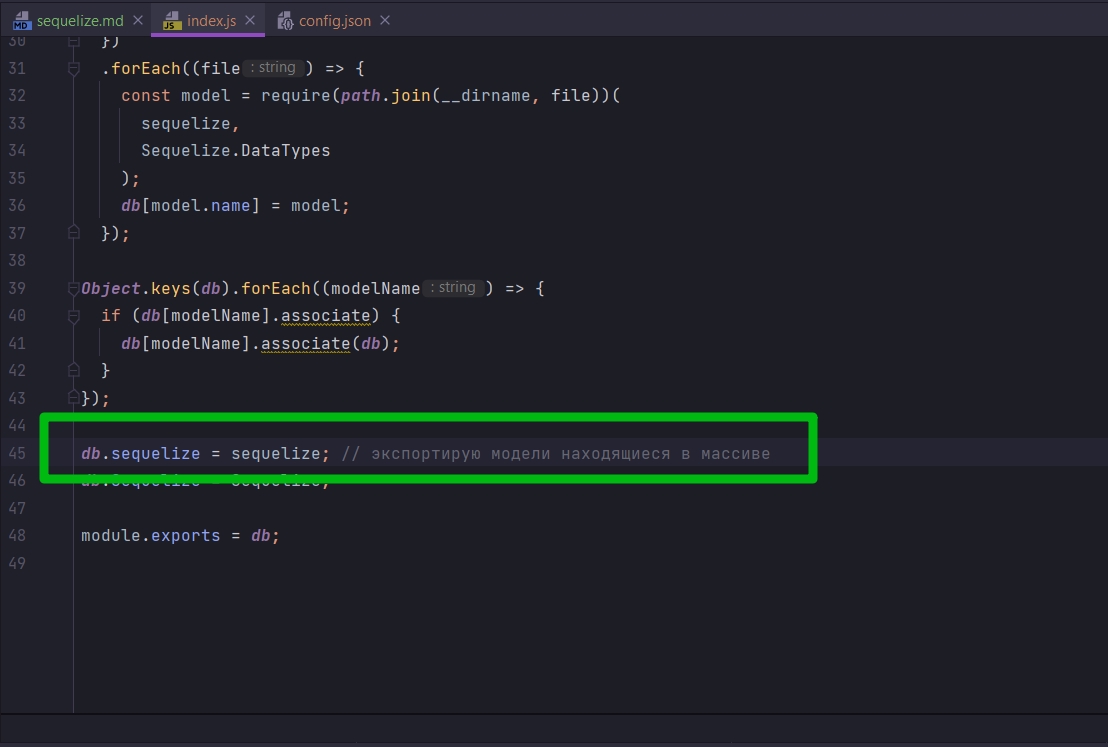 sequelize.md
index.js
config.json
30 })
31 .forEach((file : string ) => {
32 const model = require(path.join(__dirname, file))(
33 sequelize,
34 Sequelize.DataTypes
35 );
36 db[model.name] = model;
37 });
38
39 Object.keys(db).forEach((modelName : string ) => {
40 if (db[modelName].associate) {
41 db[modelName].associate(db);
42 }
43 });
44
45 db.sequelize = sequelize; // экспортирую модели находящиеся в массиве
46 db.Sequelize = Sequelize;
47
48 module.exports = db;
49